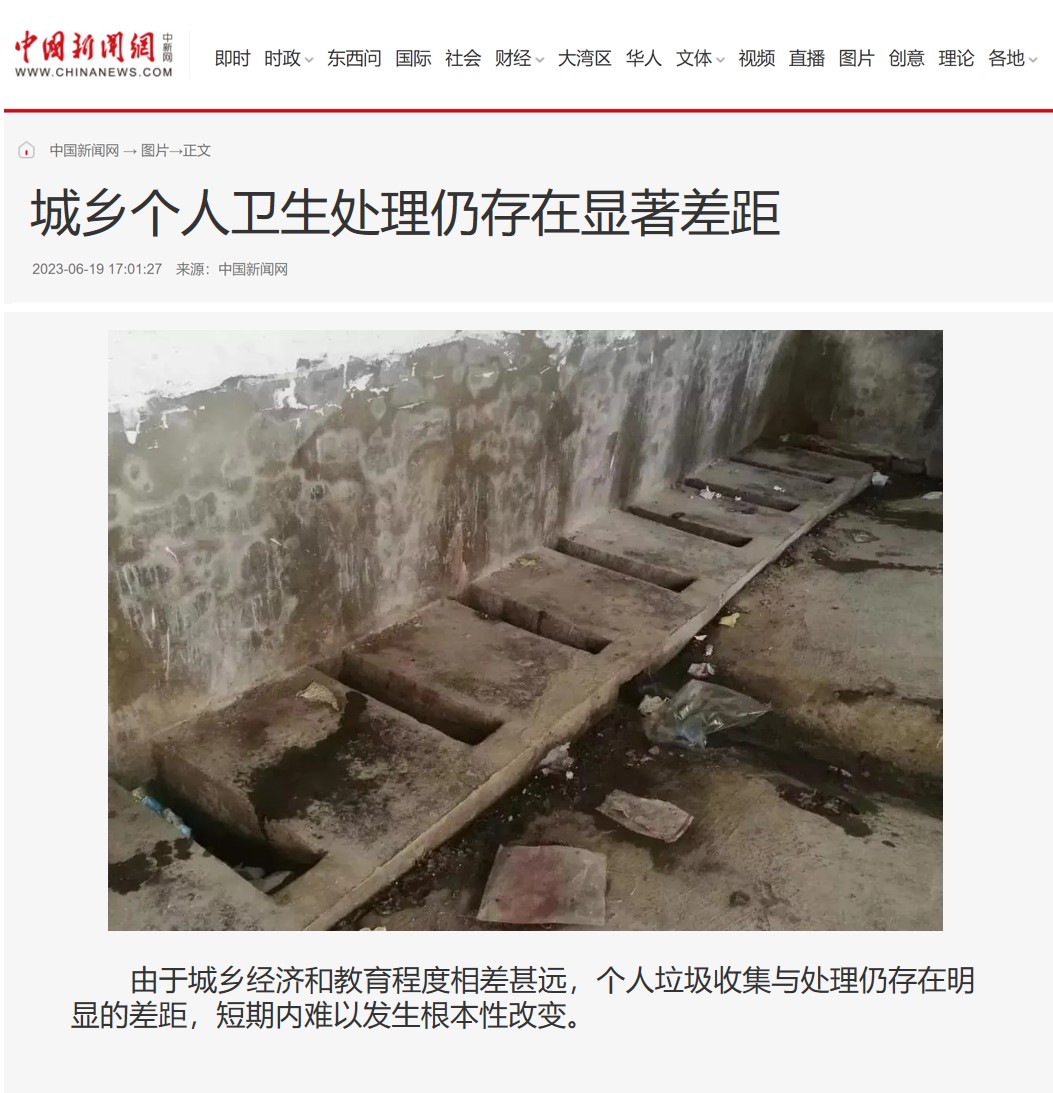 中國新聞網 中新网
WWW.CHINANEWS.COM
即时 时政 东西问 国际 社会 财经 大湾区 华人 文体 视频 直播 图片 创意 理论 各地
中国新闻网 → 图片→正文
城乡个人卫生处理仍存在显著差距
2023-06-19 17:01:27 来源：中国新闻网
由于城乡经济和教育程度相差甚远，个人垃圾收集与处理仍存在明
显的差距，短期内难以发生根本性改变。